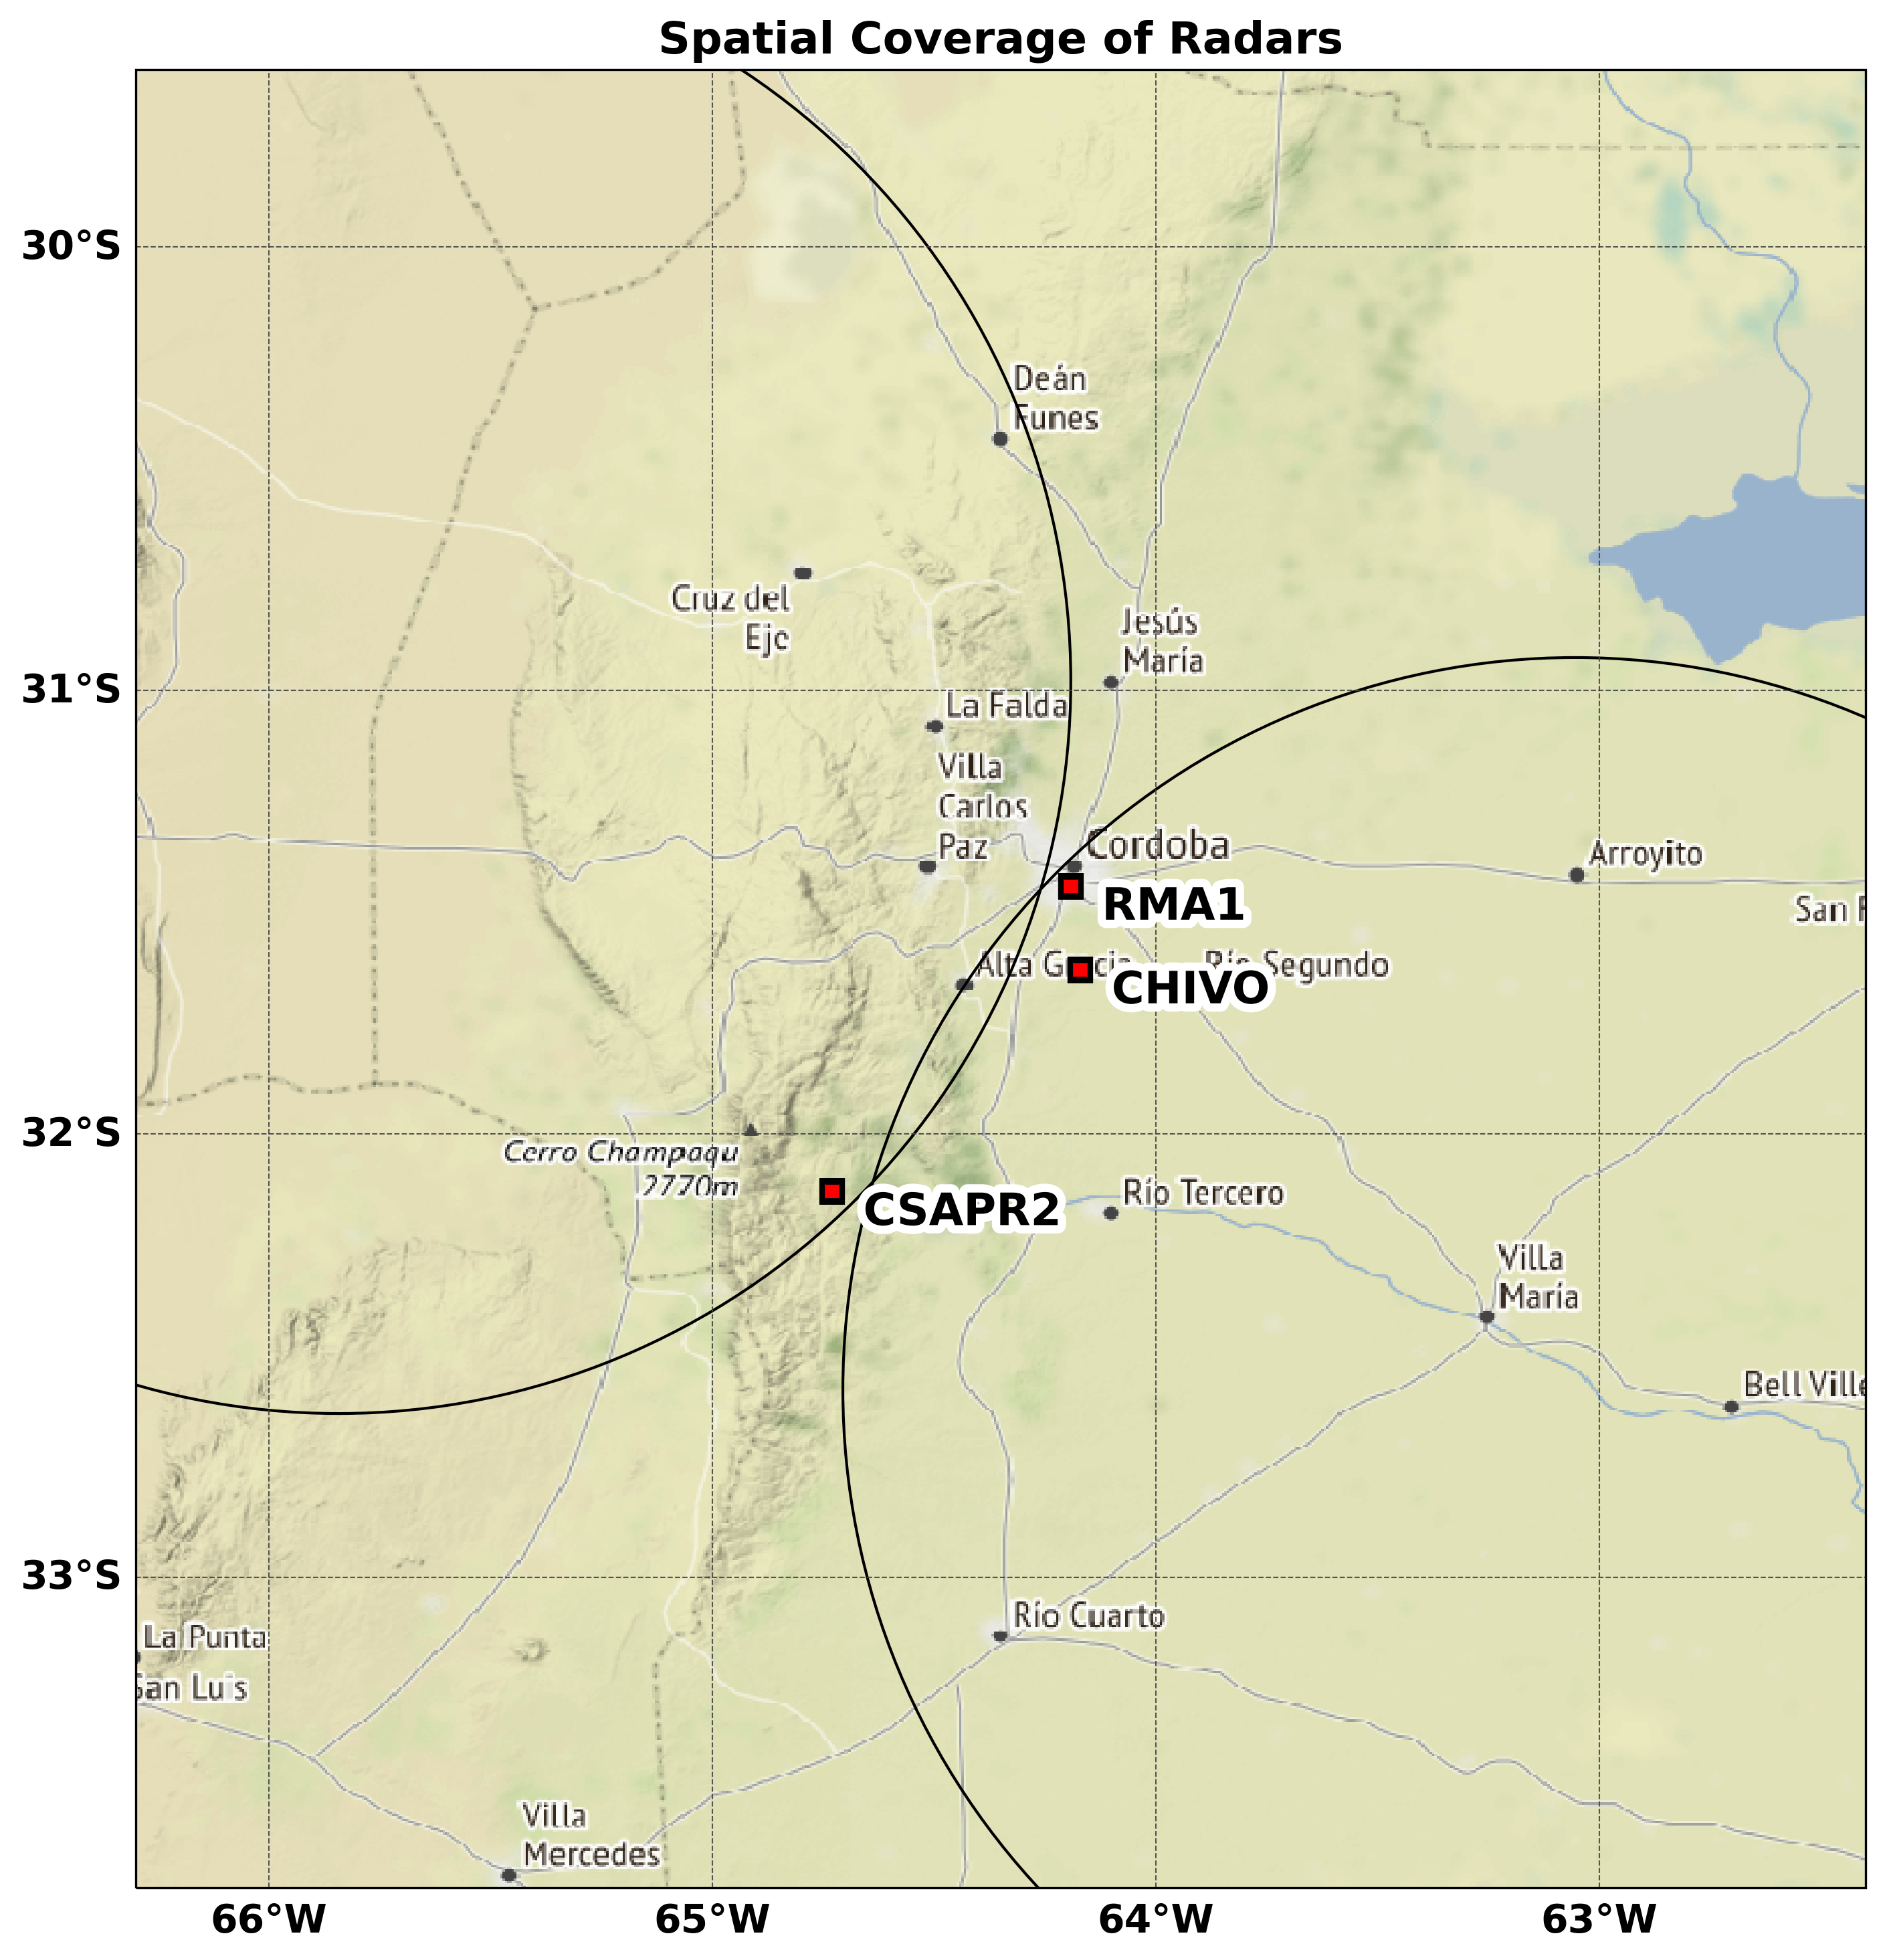 Spatial Coverage of Radars
30°S
Deán
Funes
Cruz del
Eje
Jesús
María
31°S
La Falda
Villa
Carlos
Paz
Cordoba
Arroyito
RMA1
San F
Alta Gracia
Río Segundo
CHIVO
32°S
Cerro Champaqu
2770m
CSAPR2
Río Tercero
Villa
María
Bell Ville
33°S
La Punta
San Luis
Río Cuarto
Villa
Mercedes
66°W
65°W
64°W
63°W